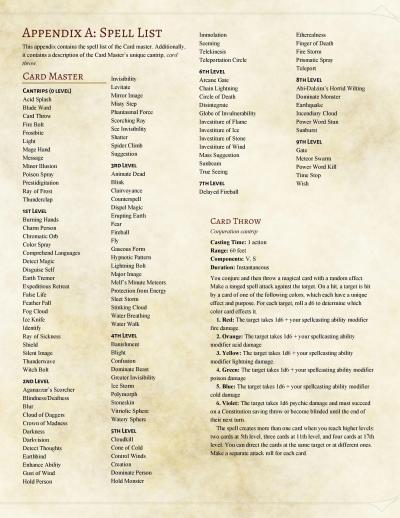 APPENDIX A: SPELL LIST
This appendix contains the spell list of the Card master. Additionally,
it contains a description of the Card Master's unique cantrip, card
throw.
CARD MASTER
CANTRIPS (0 LEVEL)
Acid Splash
Blade Ward
Card Throw
Fire Bolt
Frostbite
Light
Mage Hand
Message
Minor Illusion
Poison Spray
Prestidigitation
Ray of Frost
Thunderclap
1ST LEVEL
Burning Hands
Charm Person
Chromatic Orb
Color Spray
Comprehend Languages
Detect Magic
Disguise Self
Earth Tremor
Expeditious Retreat
False Life
Feather Fall
Fog Cloud
Ice Knife
Identify
Ray of Sickness
Shield
Silent Image
Thunderwave
Witch Bolt
2ND LEVEL
Aganazzar's Scorcher
Blindness/Deafness
Blur
Cloud of Daggers
Crown of Madness
Darkness
Darkvision
Detect Thoughts
Earthbind
Enhance Ability
Gust of Wind
Hold Person
Invisibility
Levitate
Mirror Image
Misty Step
Phantasmal Force
Scorching Ray
See Invisibility
Shatter
Spider Climb
Suggestion
3RD LEVEL
Animate Dead
Blink
Clairvoyance
Counterspell
Dispel Magic
Erupting Earth
Fear
Fireball
Fly
Gaseous Form
Hypnotic Pattern
Lightning Bolt
Major Image
Melf's Minute Meteors
Protection from Energy
Sleet Storm
Stinking Cloud
Water Breathing
Water Walk
4TH LEVEL
Banishment
Blight
Confusion
Dominate Beast
Greater Invisibility
Ice Storm
Polymorph
Stoneskin
Vitriolic Sphere
Watery Sphere
5TH LEVEL
Cloudkill
Cone of Cold
Control Winds
Creation
Dominate Person
Hold Monster
Immolation
Seeming
Telekinesis
Teleportation Circle
6TH LEVEL
Arcane Gate
Chain Lightning
Circle of Death
Disintegrate
Globe of Invulnerability
Investiture of Flame
Investiture of Ice
Investiture of Stone
Investiture of Wind
Mass Suggestion
Sunbeam
True Seeing
7TH LEVEL
Delayed Fireball
Etherealness
Finger of Death
Fire Storm
Prismatic Spray
Teleport
8TH LEVEL
Abi-Dalzim's Horrid Wilting
Dominate Monster
Earthquake
Incendiary Cloud
Power Word Stun
Sunburst
9TH LEVEL
Gate
Meteor Swarm
Power Word Kill
Time Stop
Wish
CARD THROW
Conjuration cantrip
Casting Time: 1 action
Range: 60 feet
Components: V, S
Duration: Instantaneous
You conjure and then throw a magical card with a random effect.
Make a ranged spell attack against the target. On a hit, a target is hit
by a card of one of the following colors, which each have a unique
effect and purpose. For each target, roll a d6 to determine which
color card effects it.
1. Red: The target takes 1d6 + your spellcasting ability modifier
fire damage
2. Orange: The target takes 1d6 + your spellcasting ability
modifier acid damage
3. Yellow: The target takes 1d6 + your spellcasting ability
modifier lightning damage.
4. Green: The target takes 1d6 + your spellcasting ability modifier
poison damage
5. Blue: The target takes 1d6 + your spellcasting ability modifier
cold damage
6. Violet: The target takes 1d6 psychic damage and must succeed
on a Constitution saving throw or become blinded until the end of
their next turn.
The spell creates more than one card when you reach higher levels:
two cards at 5th level, three cards at 11th level, and four cards at 17th
level. You can direct the cards at the same target or at different ones.
Make a separate attack roll for each card.